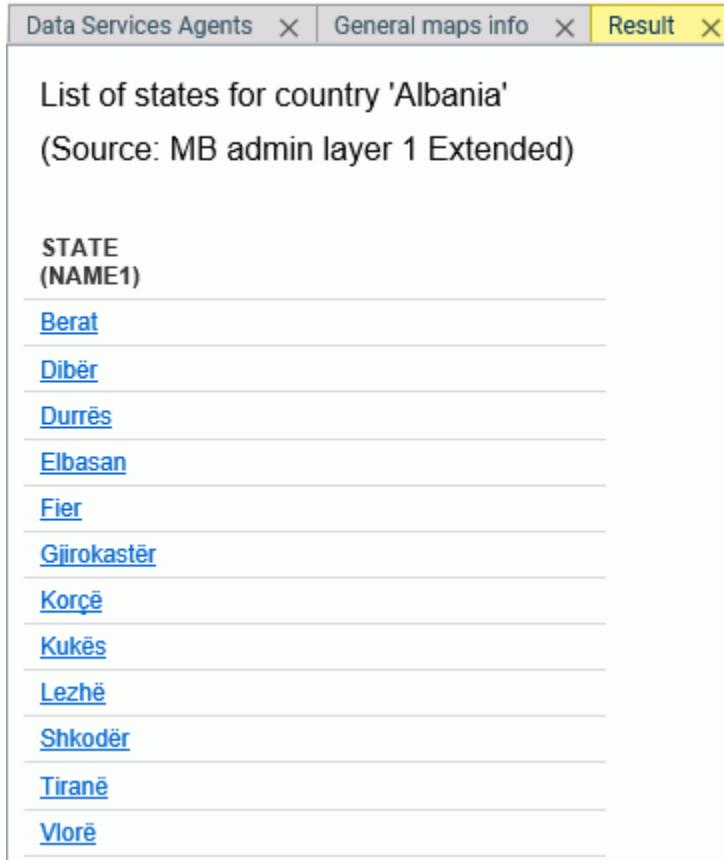 Data Services Agents × General maps info × Result ×
List of states for country 'Albania'
(Source: MB admin layer 1 Extended)
STATE
(NAME1)
Berat
Dibër
Durrës
Elbasan
Fier
Gjirokastër
Korçë
Kukës
Lezhë
Shkodër
Tiranë
Vlorë